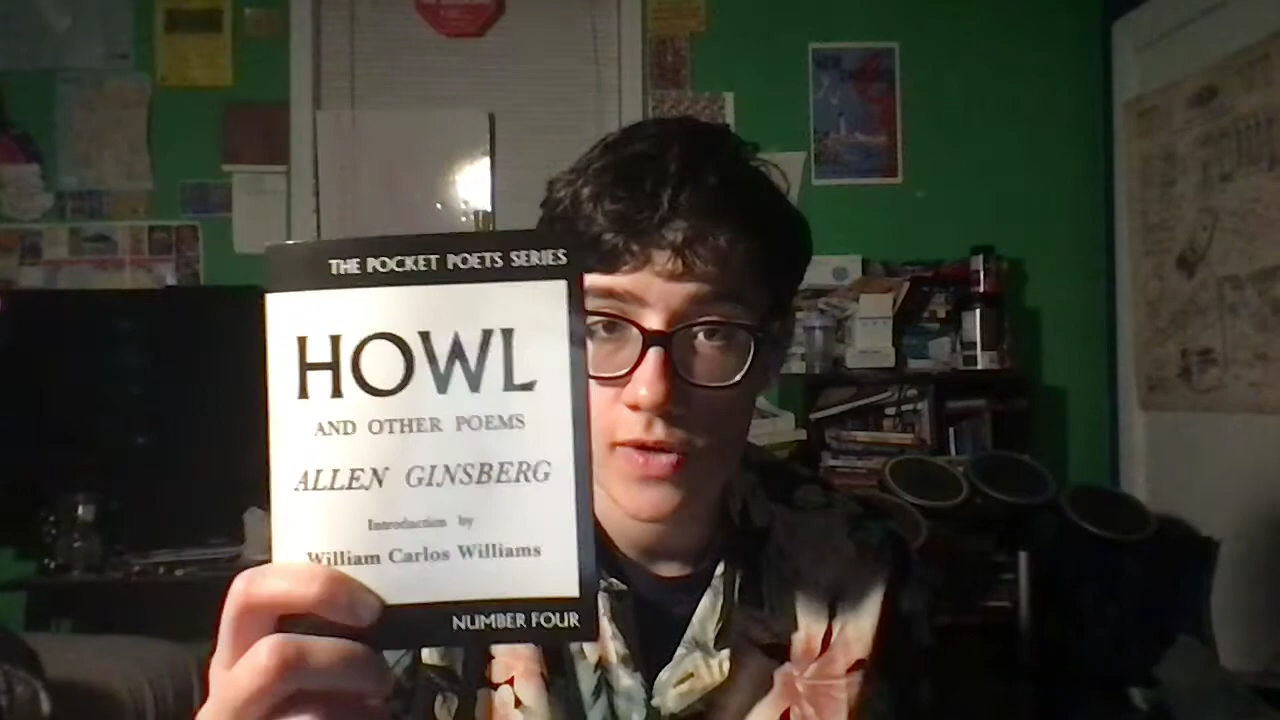 THE POCKET POETS SERIES
HOWL
AND OTHER POEMS
ALLEN GINSBERG
Introduction by
William Carlos Williams
NUMBER FOUR